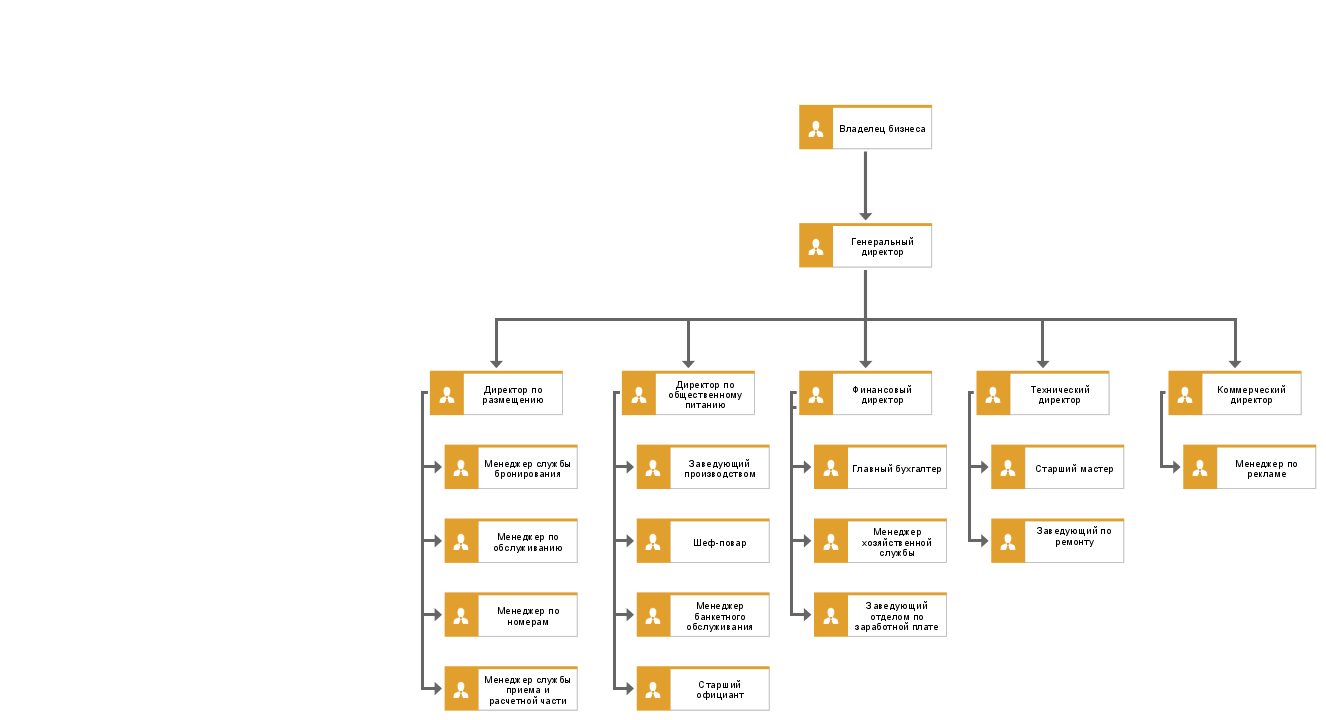 Владелец бизнеса
Генеральный
директор
Директор по
размещению
Директор по
общественному
питанию
Финансовый
директор
Технический
директор
Коммерческий
директор
Менеджер службы
бронирования
Заведующий
производством
Главный бухгалтер
Старший мастер
Менеджер по
рекламе
Менеджер по
обслуживанию
Шеф-повар
Менеджер
хозяйственной
службы
Заведующий по
ремонту
Менеджер по
номерам
Менеджер
банкетного
обслуживания
Заведующий
отделом по
заработной плате
Менеджер службы
приема и
расчетной части
Старший
официант